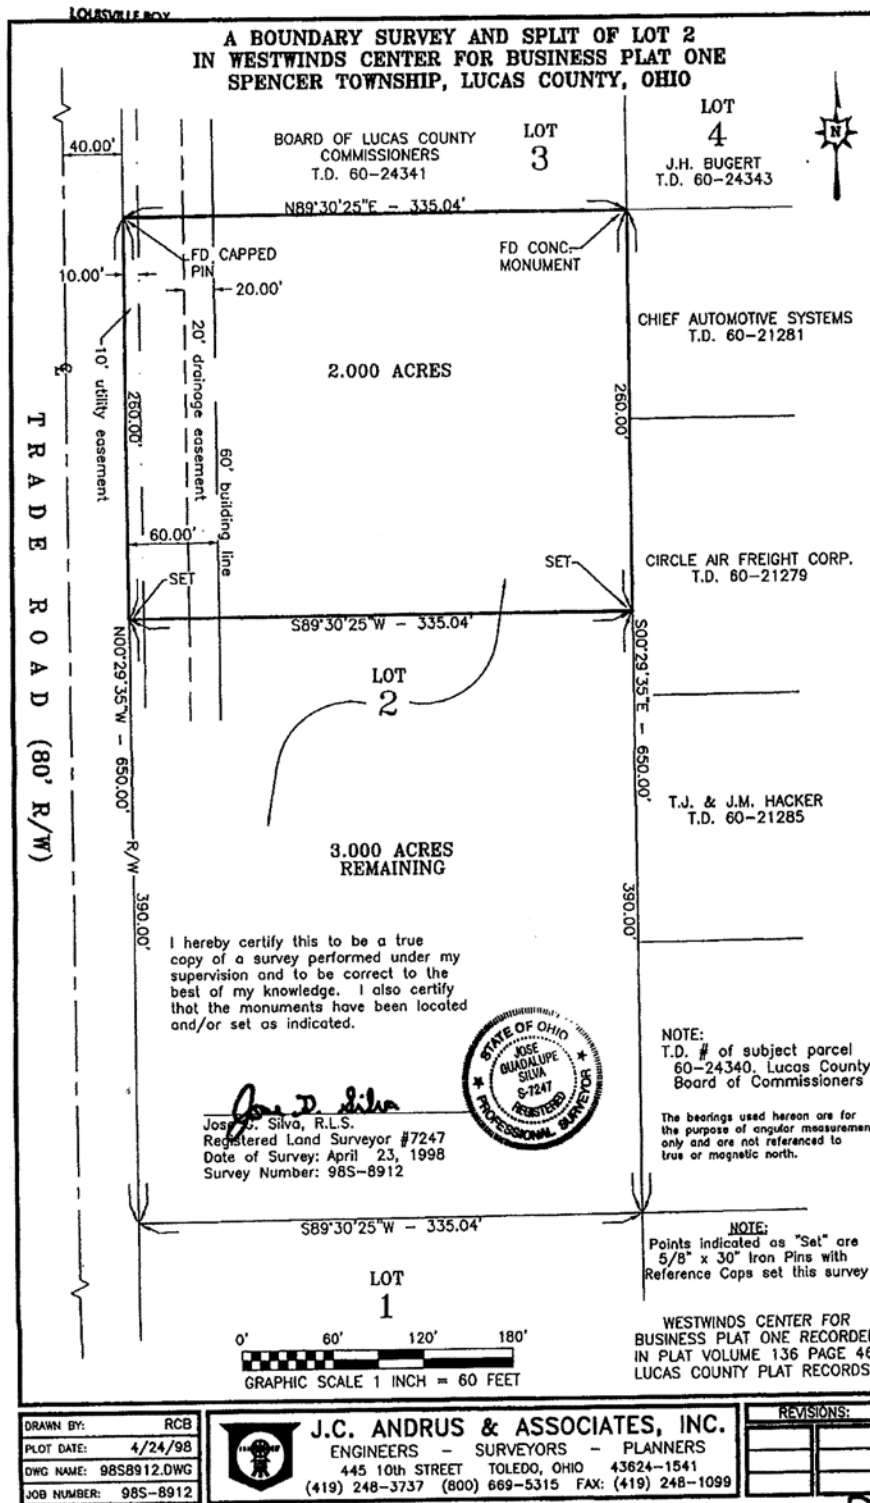 LOUISVILLE BOX
A BOUNDARY SURVEY AND SPLIT OF LOT 2
IN WESTWINDS CENTER FOR BUSINESS PLAT ONE
SPENCER TOWNSHIP, LUCAS COUNTY, OHIO
LOT
4
J.H. BUGERT
T.D. 60-24343
N
40.00'
BOARD OF LUCAS COUNTY
COMMISSIONERS
T.D. 60-24341
LOT
3
N89°30'25"E - 335.04'
FD CAPPED
PIN
FD CONC.
MONUMENT
10.00'
20.00'
CHIEF AUTOMOTIVE SYSTEMS
T.D. 60-21281
2.000 ACRES
10' utility easement
260.00'
20' drainage easement
60' building line
260.00'
TRADE ROAD (80' R/W)
60.00'
SET
SET
CIRCLE AIR FREIGHT CORP.
T.D. 60-21279
S89°30'25"W - 335.04'
N00°29'35"W - 650.00'
R/W
S00°29'35"E - 650.00'
LOT
2
T.J. & J.M. HACKER
T.D. 60-21285
3.000 ACRES
REMAINING
390.00'
390.00'
I hereby certify this to be a true
copy of a survey performed under my
supervision and to be correct to the
best of my knowledge. I also certify
that the monuments have been located
and/or set as indicated.
STATE OF OHIO
JOSE
GUADALUPE
SILVA
S-7247
REGISTERED
PROFESSIONAL SURVEYOR
NOTE:
T.D. # of subject parcel
60-24340. Lucas County
Board of Commissioners
The bearings used hereon are for
the purpose of angular measuremen
only and are not referenced to
true or magnetic north.
Jose G. Silva
Jose G. Silva, R.L.S.
Registered Land Surveyor #7247
Date of Survey: April 23, 1998
Survey Number: 98S-8912
S89°30'25"W - 335.04'
NOTE:
Points indicated as "Set" are
5/8" x 30" Iron Pins with
Reference Caps set this survey
LOT
1
WESTWINDS CENTER FOR
BUSINESS PLAT ONE RECORDE
IN PLAT VOLUME 136 PAGE 46
LUCAS COUNTY PLAT RECORDS
0' 60' 120' 180'
GRAPHIC SCALE 1 INCH = 60 FEET
DRAWN BY: RCB
PLOT DATE: 4/24/98
DWG NAME: 98S8912.DWG
JOB NUMBER: 98S-8912
J.C. ANDRUS & ASSOCIATES, INC.
ENGINEERS - SURVEYORS - PLANNERS
445 10th STREET TOLEDO, OHIO 43624-1541
(419) 248-3737 (800) 669-5315 FAX: (419) 248-1099
REVISIONS: